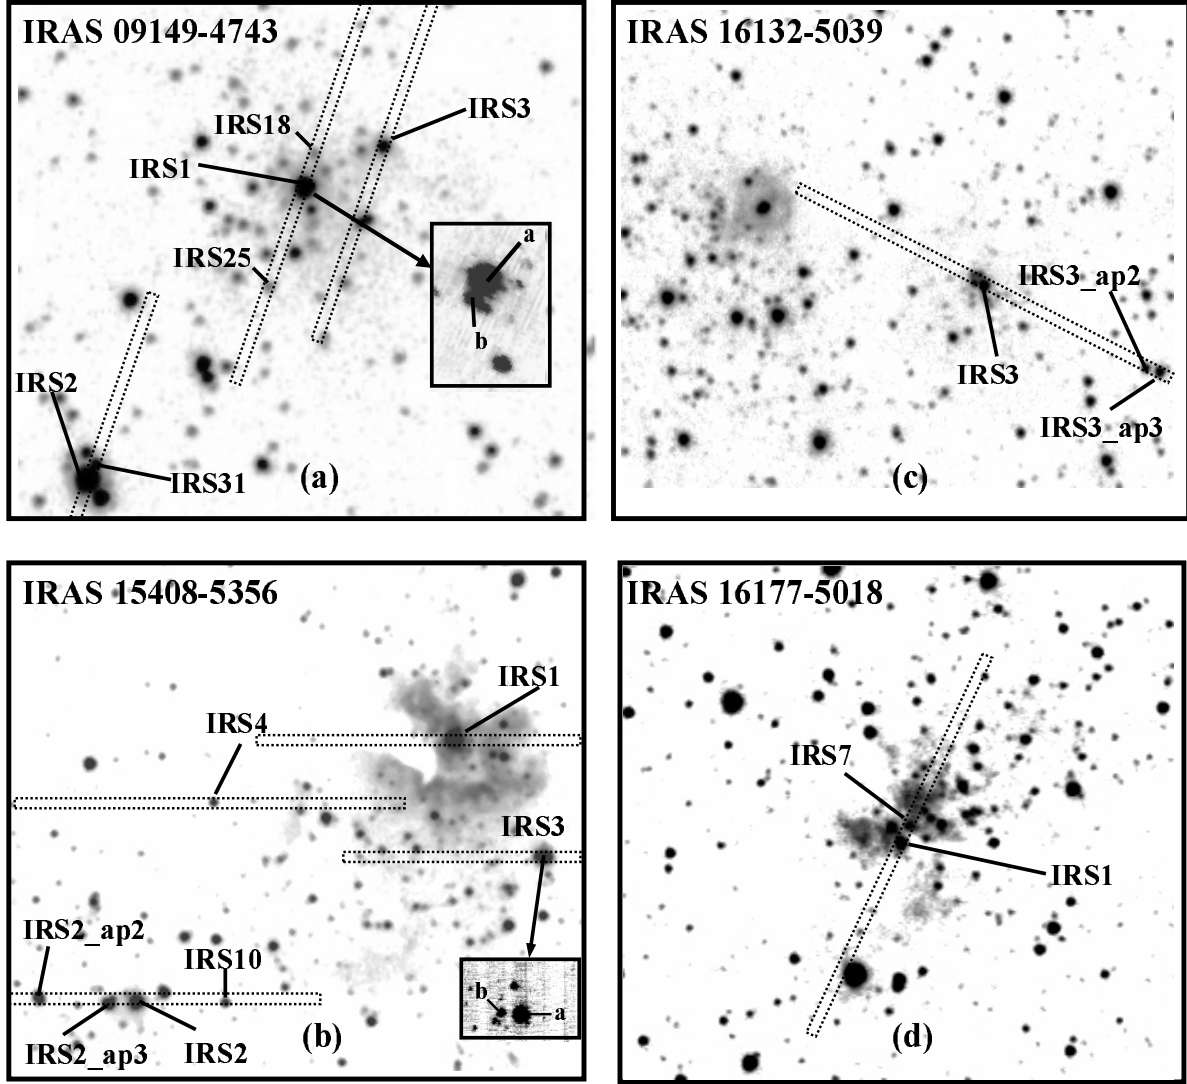 IRAS 09149-4743
IRS18
IRS3
IRS1
a
IRS25
b
IRS2
IRS31
(a)
IRAS 16132-5039
IRS3_ap2
IRS3
IRS3_ap3
(c)
IRAS 15408-5356
IRS1
IRS4
IRS3
IRS2_ap2
IRS10
b
a
IRS2_ap3
IRS2
(b)
IRAS 16177-5018
IRS7
IRS1
(d)